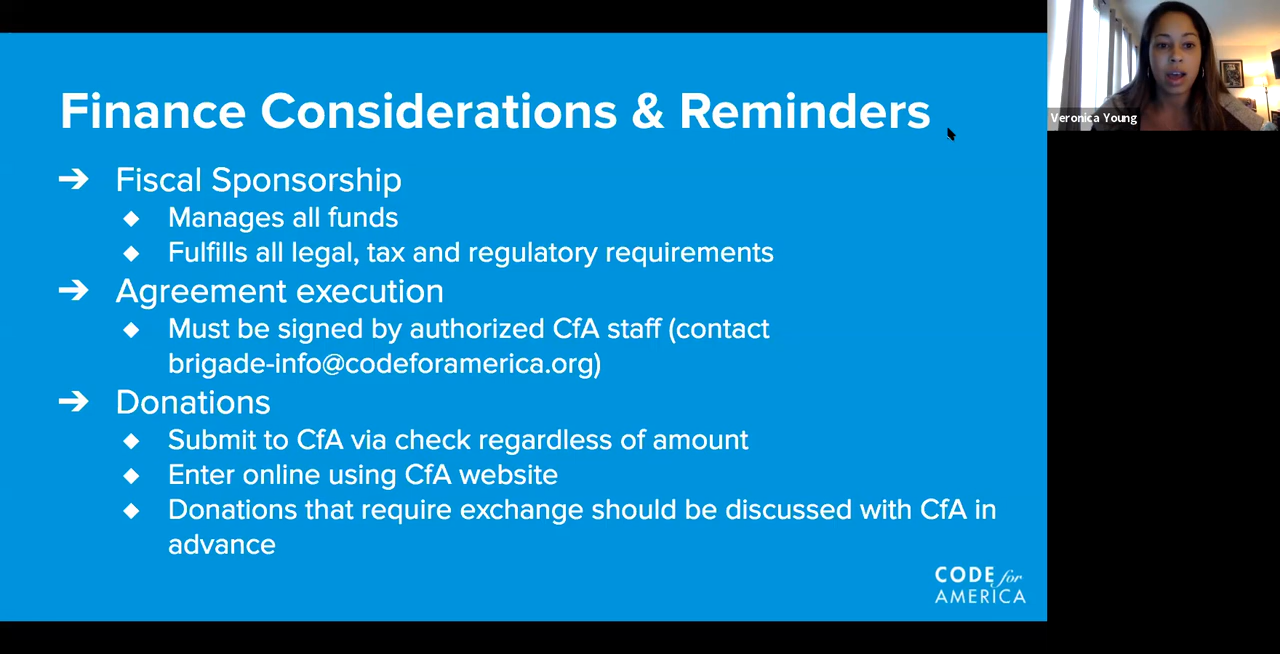 Finance Considerations & Reminders
➔ Fiscal Sponsorship
◆ Manages all funds
◆ Fulfills all legal, tax and regulatory requirements
➔ Agreement execution
◆ Must be signed by authorized CfA staff (contact
brigade-info@codeforamerica.org)
➔ Donations
◆ Submit to CfA via check regardless of amount
◆ Enter online using CfA website
◆ Donations that require exchange should be discussed with CfA in
advance
CODE for
AMERICA
Veronica Young